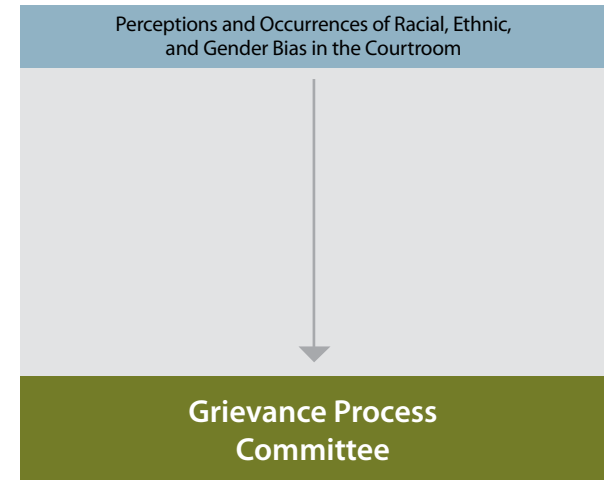 Perceptions and Occurrences of Racial, Ethnic,
and Gender Bias in the Courtroom
Grievance Process
Committee